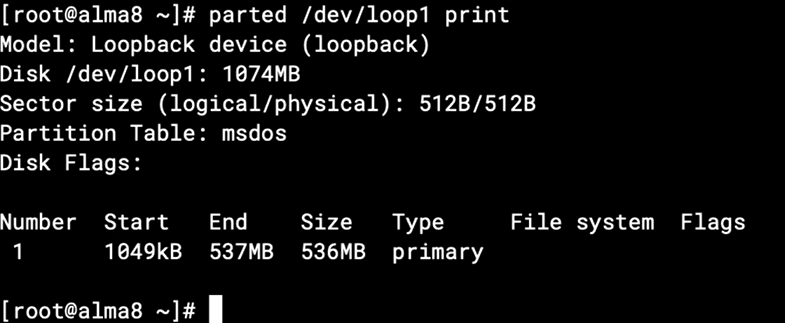 [root@alma8 ~]# parted /dev/loop1 print
Model: Loopback device (loopback)
Disk /dev/loop1: 1074MB
Sector size (logical/physical): 512B/512B
Partition Table: msdos
Disk Flags:

Number  Start   End    Size   Type     File system  Flags
 1      1049kB  537MB  536MB  primary

[root@alma8 ~]#